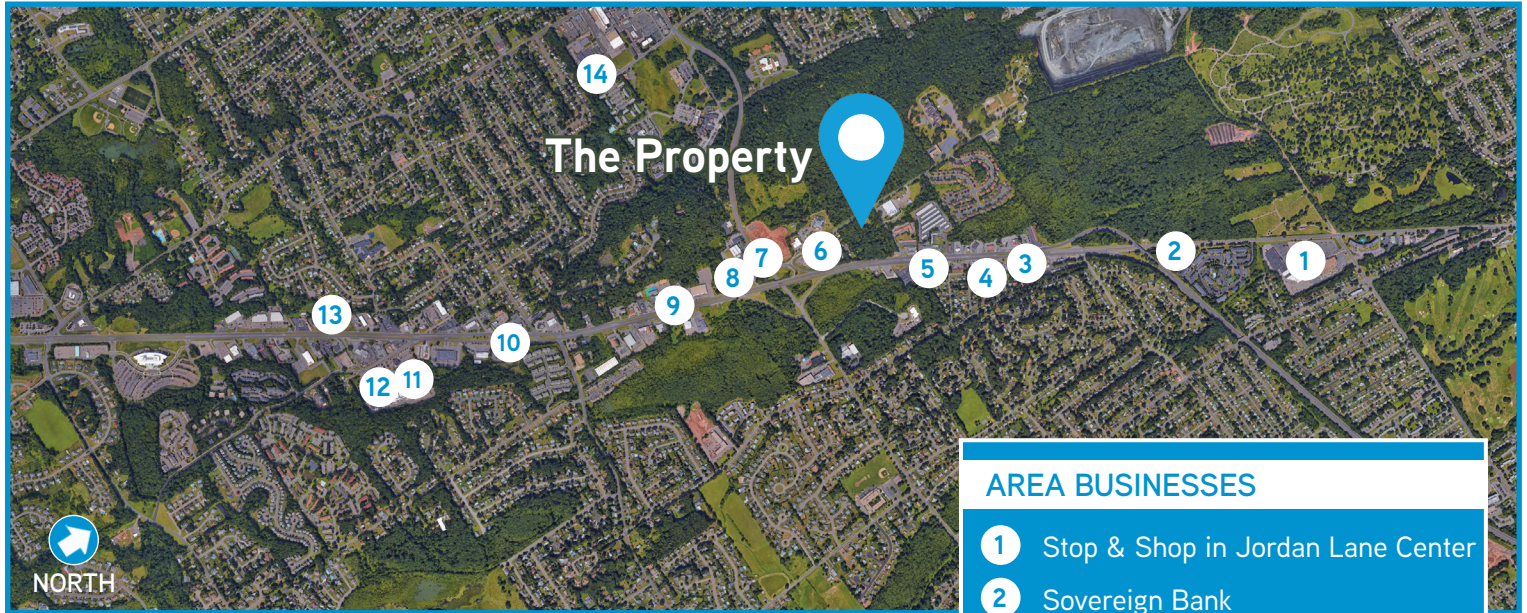 14
The Property
7
6
5
4
3
2
1
8
9
13
10
12
11
NORTH
AREA BUSINESSES
1 Stop & Shop in Jordan Lane Center
2 Sovereign Bank